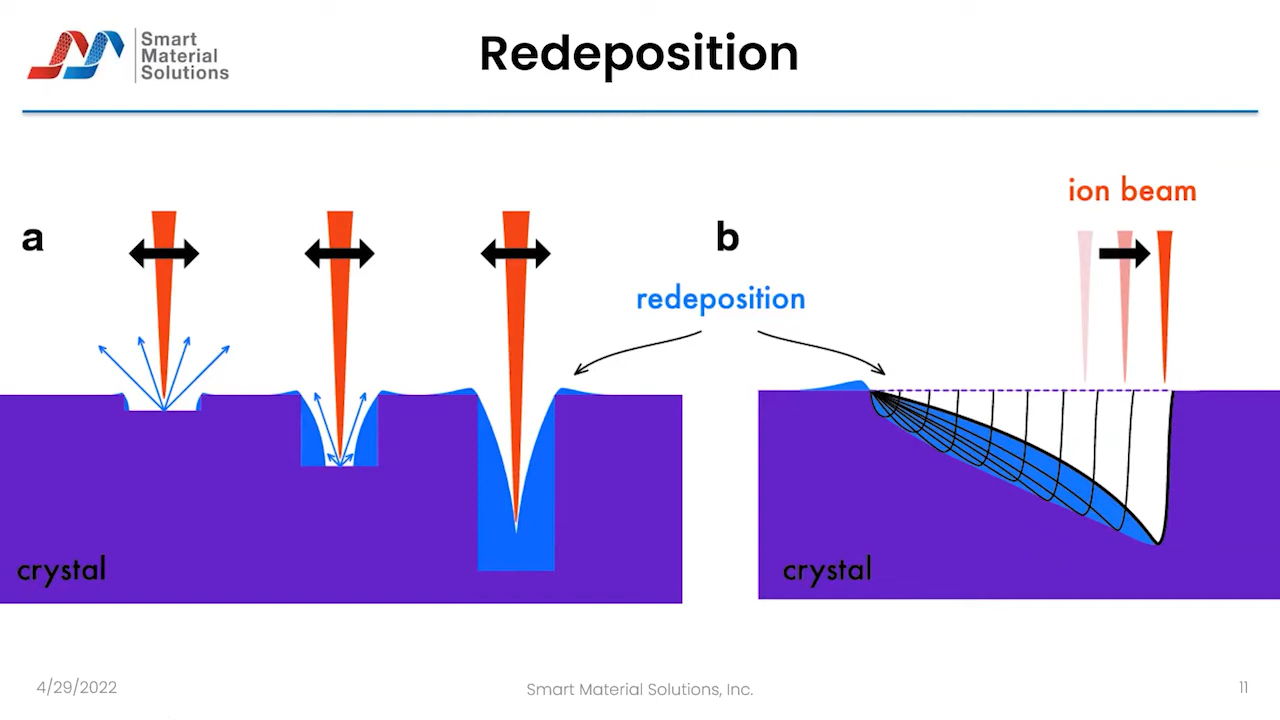 Smart
Material
Solutions
Redeposition
a
b
ion beam
redeposition
crystal
crystal
4/29/2022
Smart Material Solutions, Inc.
11